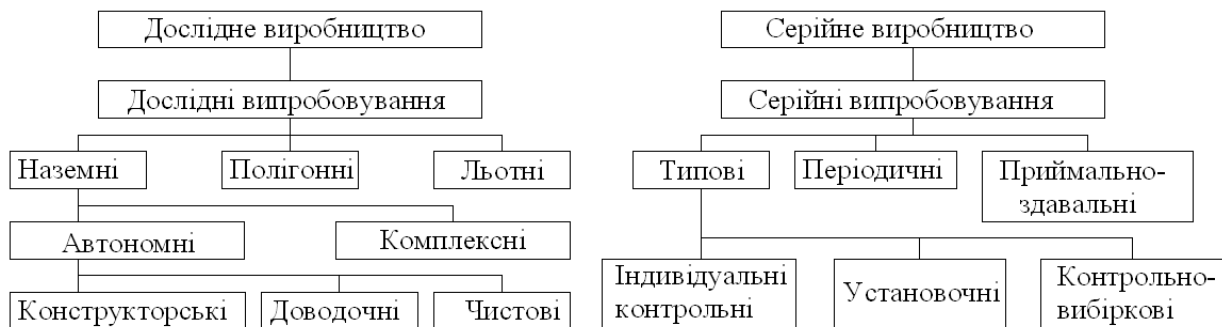 Дослідне виробництво
Дослідні випробовування
Наземні
Полігонні
Льотні
Автономні
Комплексні
Конструкторські
Доводочні
Чистові
Серійне виробництво
Серійні випробовування
Типові
Періодичні
Приймально-
здавальні
Індивідуальні
контрольні
Установочні
Контрольно-
вибіркові